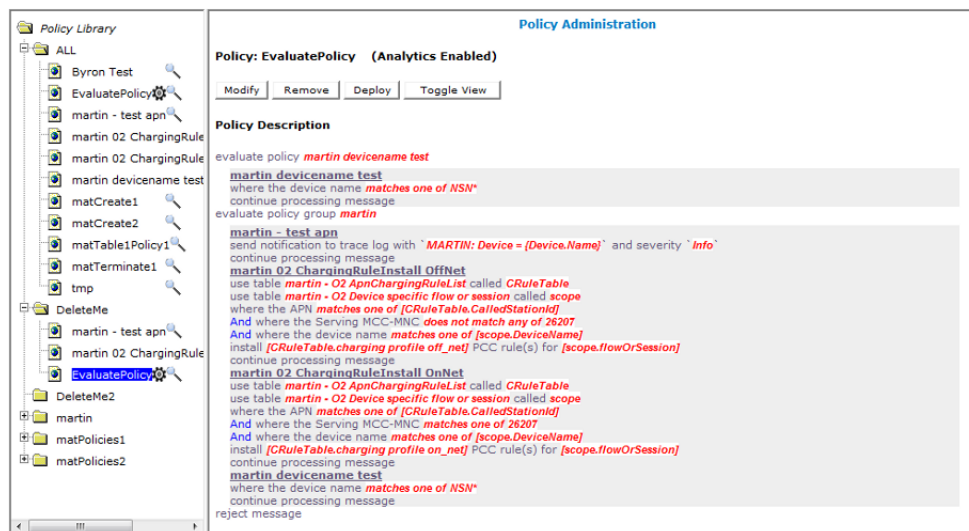 Policy Library
ALL
Byron Test
EvaluatePolicy
martin - test apn
martin 02 ChargingRule
martin 02 ChargingRule
martin devicename test
matCreate1
matCreate2
matTable1Policy1
matTerminate1
tmp
DeleteMe
martin - test apn
martin 02 ChargingRule
EvaluatePolicy
DeleteMe2
martin
matPolicies1
matPolicies2
Policy Administration
Policy: EvaluatePolicy (Analytics Enabled)
Modify Remove Deploy Toggle View
Policy Description
evaluate policy martin devicename test
martin devicename test
where the device name matches one of NSN*
continue processing message
evaluate policy group martin
martin - test apn
send notification to trace log with `MARTIN: Device = {Device.Name}` and severity `Info`
continue processing message
martin 02 ChargingRuleInstall OffNet
use table martin - O2 ApnChargingRuleList called CRuleTable
use table martin - O2 Device specific flow or session called scope
where the APN matches one of [CRuleTable.CalledStationId]
And where the Serving MCC-MNC does not match any of 26207
And where the device name matches one of [scope.DeviceName]
install [CRuleTable.charging profile off_net] PCC rule(s) for [scope.flowOrSession]
continue processing message
martin 02 ChargingRuleInstall OnNet
use table martin - O2 ApnChargingRuleList called CRuleTable
use table martin - O2 Device specific flow or session called scope
where the APN matches one of [CRuleTable.CalledStationId]
And where the Serving MCC-MNC matches one of 26207
And where the device name matches one of [scope.DeviceName]
install [CRuleTable.charging profile on_net] PCC rule(s) for [scope.flowOrSession]
continue processing message
martin devicename test
where the device name matches one of NSN*
continue processing message
reject message